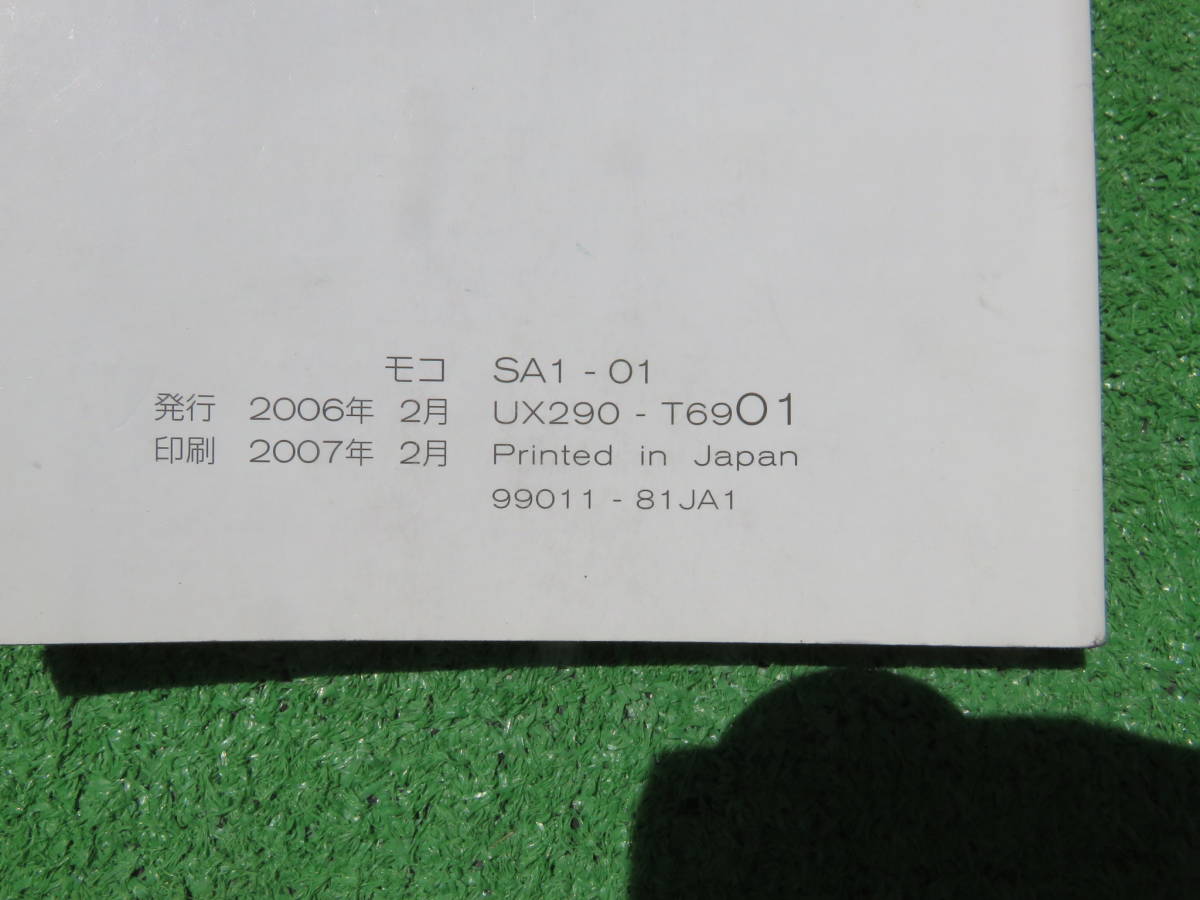 モコ SA1 - 01
発行 2006年 2月 UX290 - T6901
印刷 2007年 2月 Printed in Japan
99011 - 81JA1